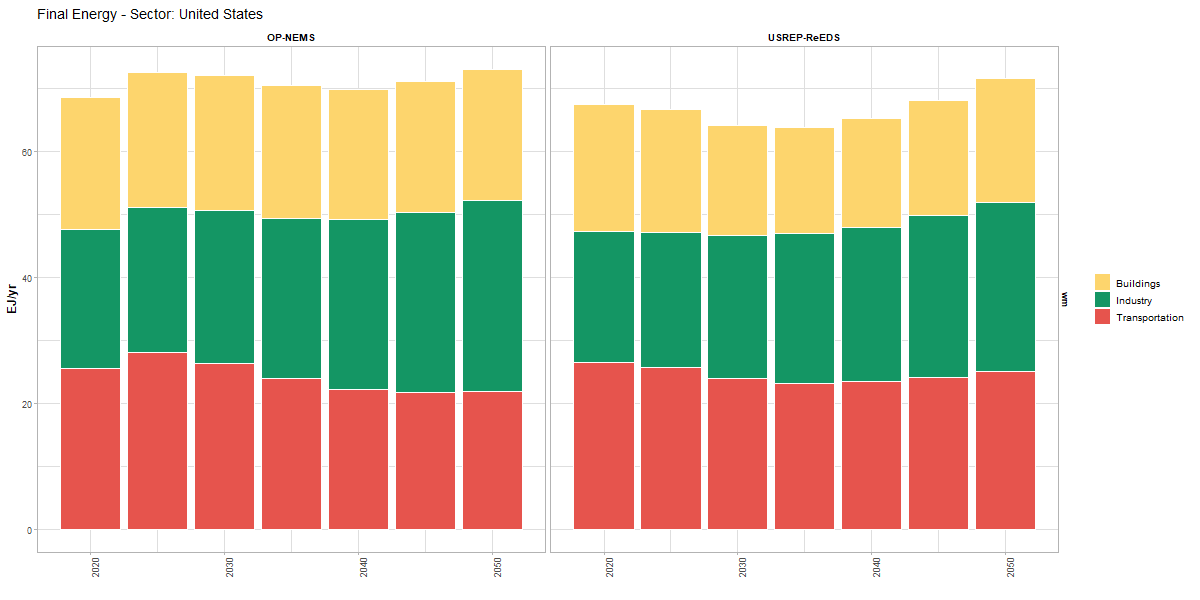 Final Energy - Sector: United States
OP-NEMS
USREP-ReEDS
EJ/yr
60
40
20
0
2020
2030
2040
2050
2020
2030
2040
2050
wm
Buildings
Industry
Transportation